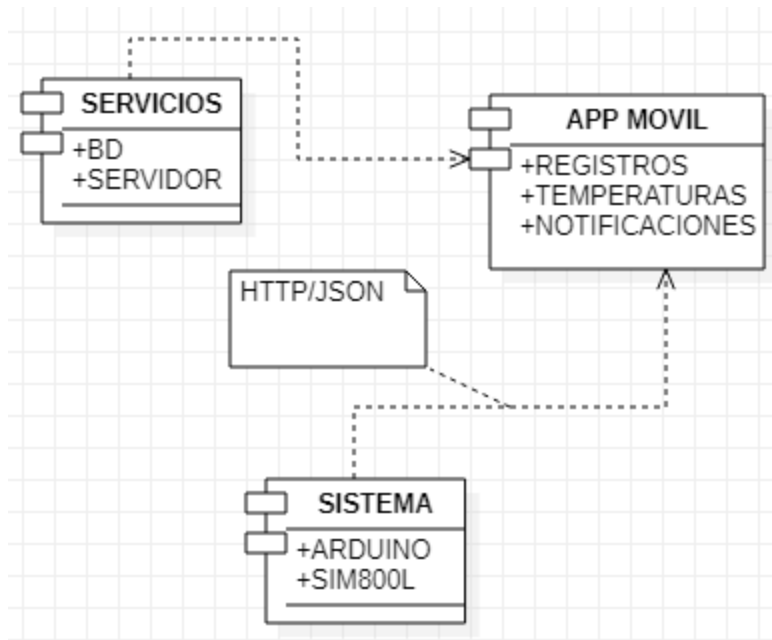 SERVICIOS
+BD
+SERVIDOR
APP MOVIL
+REGISTROS
+TEMPERATURAS
+NOTIFICACIONES
HTTP/JSON
SISTEMA
+ARDUINO
+SIM800L